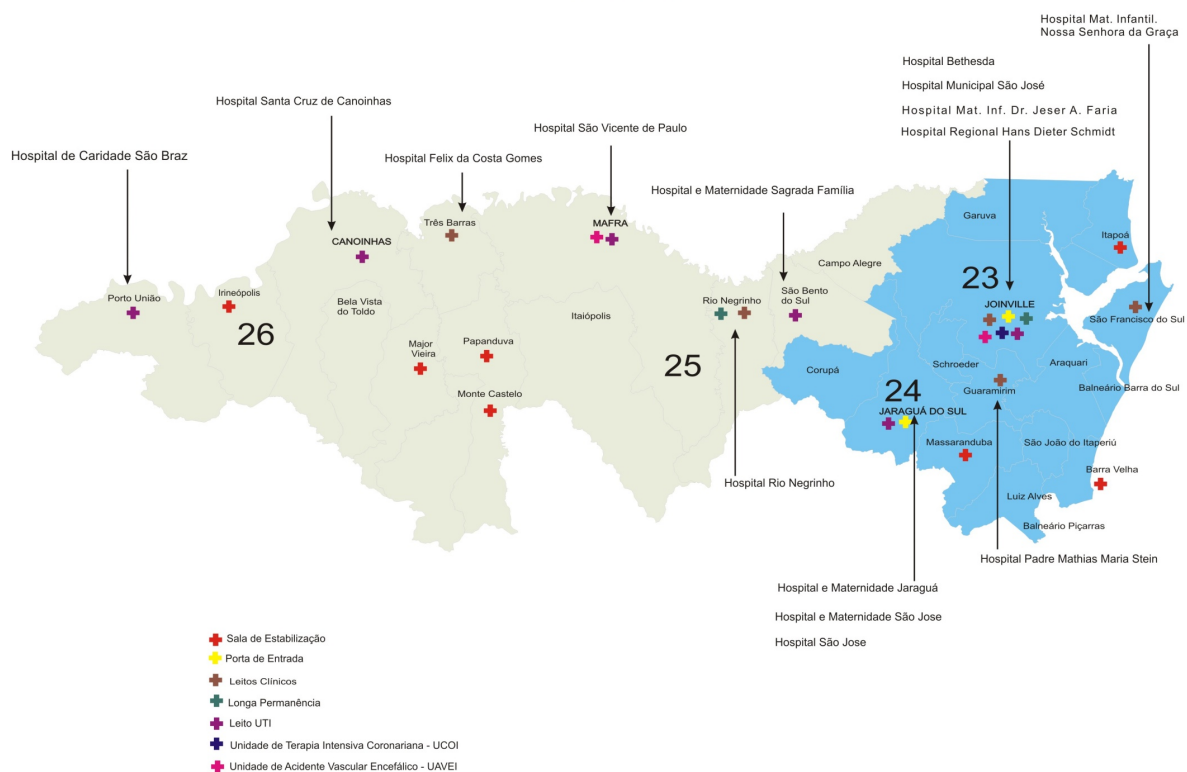 Hospital Mat. Infantil.
Nossa Senhora da Graça
Hospital Bethesda
Hospital Municipal São José
Hospital Mat. Inf. Dr. Jeser A. Faria
Hospital Regional Hans Dieter Schmidt
Hospital Santa Cruz de Canoinhas
Hospital São Vicente de Paulo
Hospital de Caridade São Braz
Hospital Felix da Costa Gomes
Hospital e Maternidade Sagrada Família
Garuva
Três Barras
MAFRA
Itapoá
CANOINHAS
Campo Alegre
23
Porto União
Irineópolis
Bela Vista
do Toldo
Itaiópolis
Rio Negrinho
São Bento
do Sul
JOINVILLE
São Francisco do Sul
26
Major
Vieira
Papanduva
25
Corupá
Schroeder
Araquari
Monte Castelo
24
Guaramirim
Balneário Barra do Sul
JARAGUÁ DO SUL
Massaranduba
São João do Itaperiú
Barra Velha
Hospital Rio Negrinho
Luiz Alves
Balneário Piçarras
Hospital Padre Mathias Maria Stein
Hospital e Maternidade Jaraguá
Hospital e Maternidade São Jose
Hospital São Jose
Sala de Estabilização
Porta de Entrada
Leitos Clínicos
Longa Permanência
Leito UTI
Unidade de Terapia Intensiva Coronariana - UCOI
Unidade de Acidente Vascular Encefálico - UAVEI